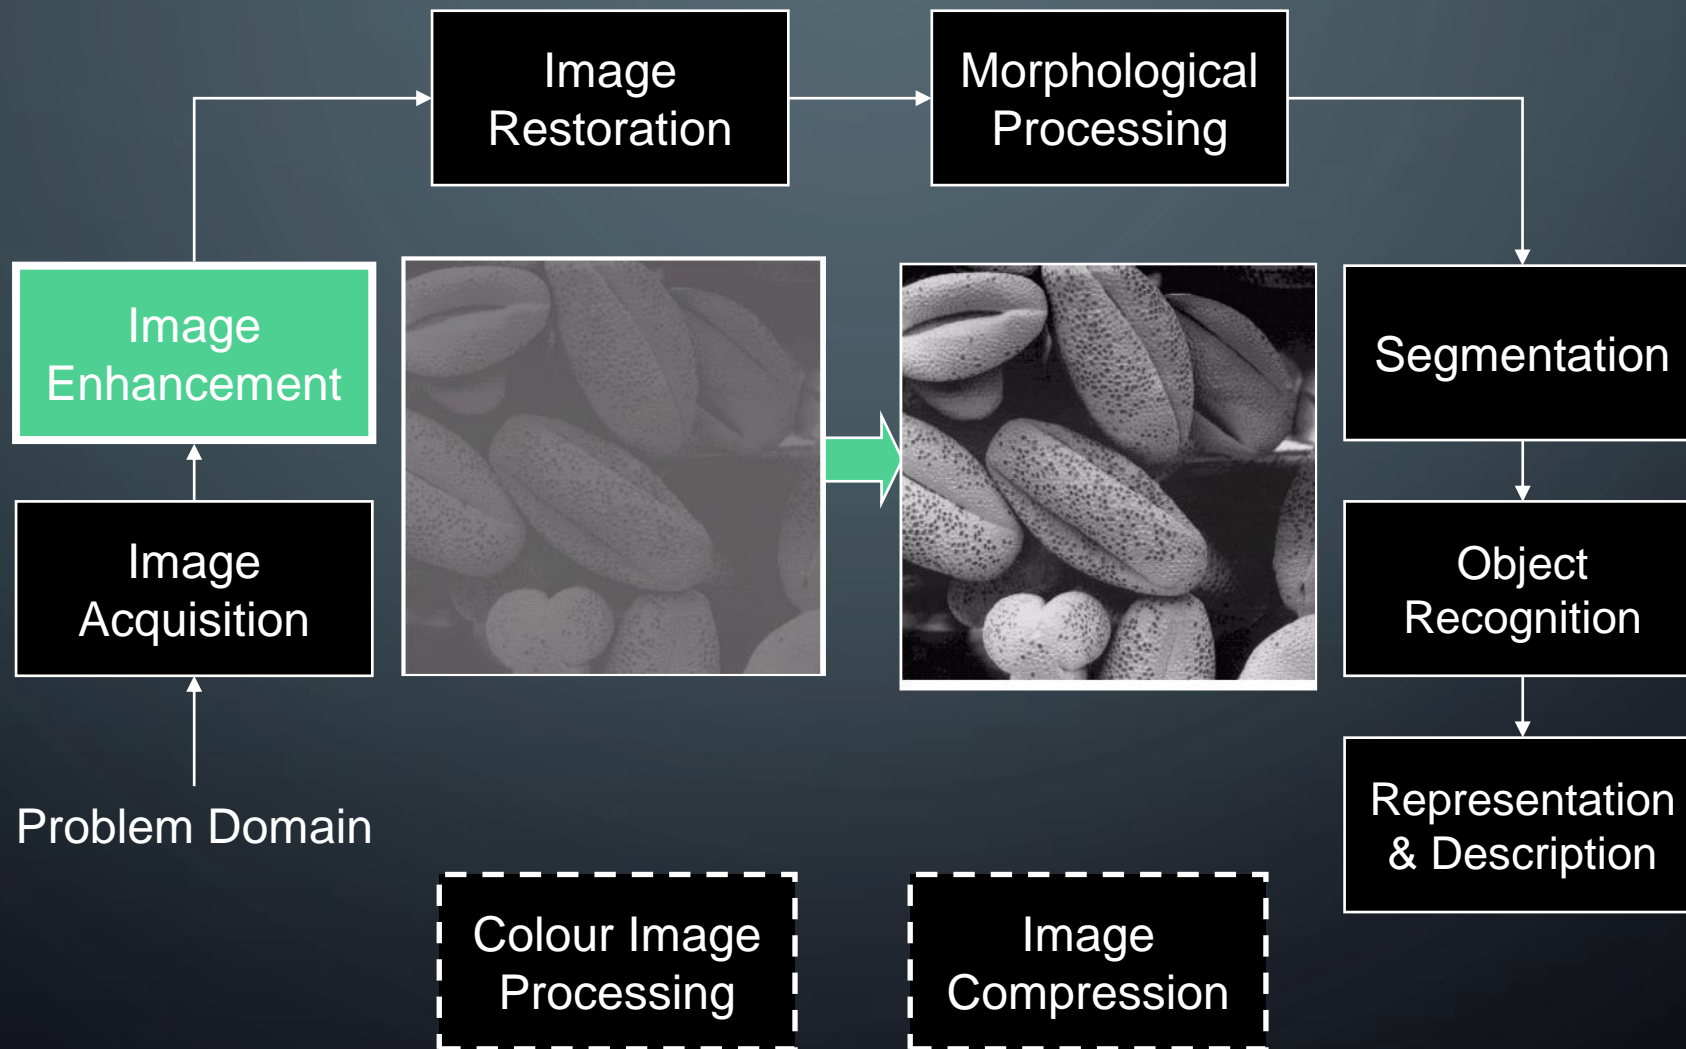 Image
Restoration
Morphological
Processing
Image
Enhancement
Segmentation
Image
Acquisition
Object
Recognition
Problem Domain
Representation
& Description
Colour Image
Processing
Image
Compression